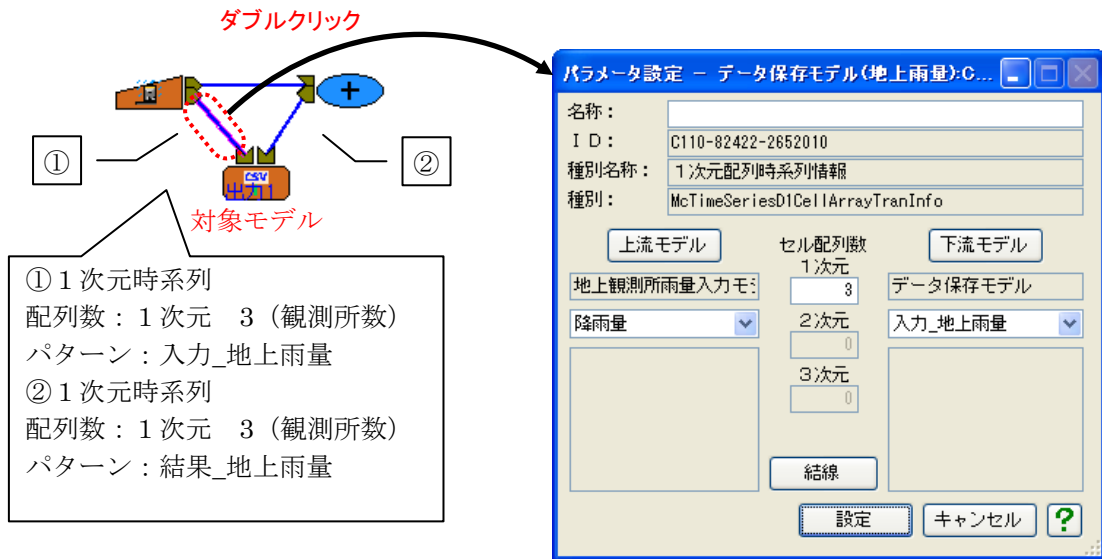 ダブルクリック
①
②
CSV
出力1
対象モデル
①１次元時系列
配列数：１次元　３（観測所数）
パターン：入力_地上雨量
②１次元時系列
配列数：１次元　３（観測所数）
パターン：結果_地上雨量
パラメータ設定 － データ保存モデル(地上雨量):C...
名称：
ＩＤ：
C110-82422-2652010
種別名称：
１次元配列時系列情報
種別：
McTimeSeriesD1CellArrayTranInfo
上流モデル
セル配列数
下流モデル
１次元
地上観測所雨量入力モ
3
データ保存モデル
降雨量
２次元
入力_地上雨量
0
３次元
0
結線
設定
キャンセル
?